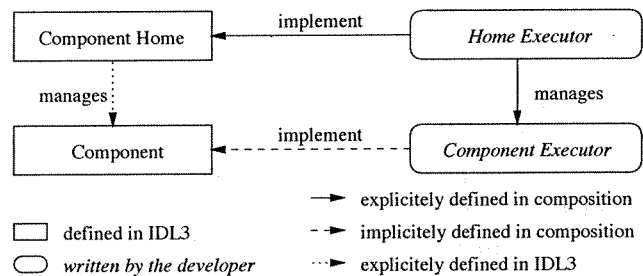 implement
Component Home
Home Executor
manages
manages
implement
Component
Component Executor
explicitely defined in composition
defined in IDL3
implicitely defined in composition
written by the developer
explicitely defined in IDL3